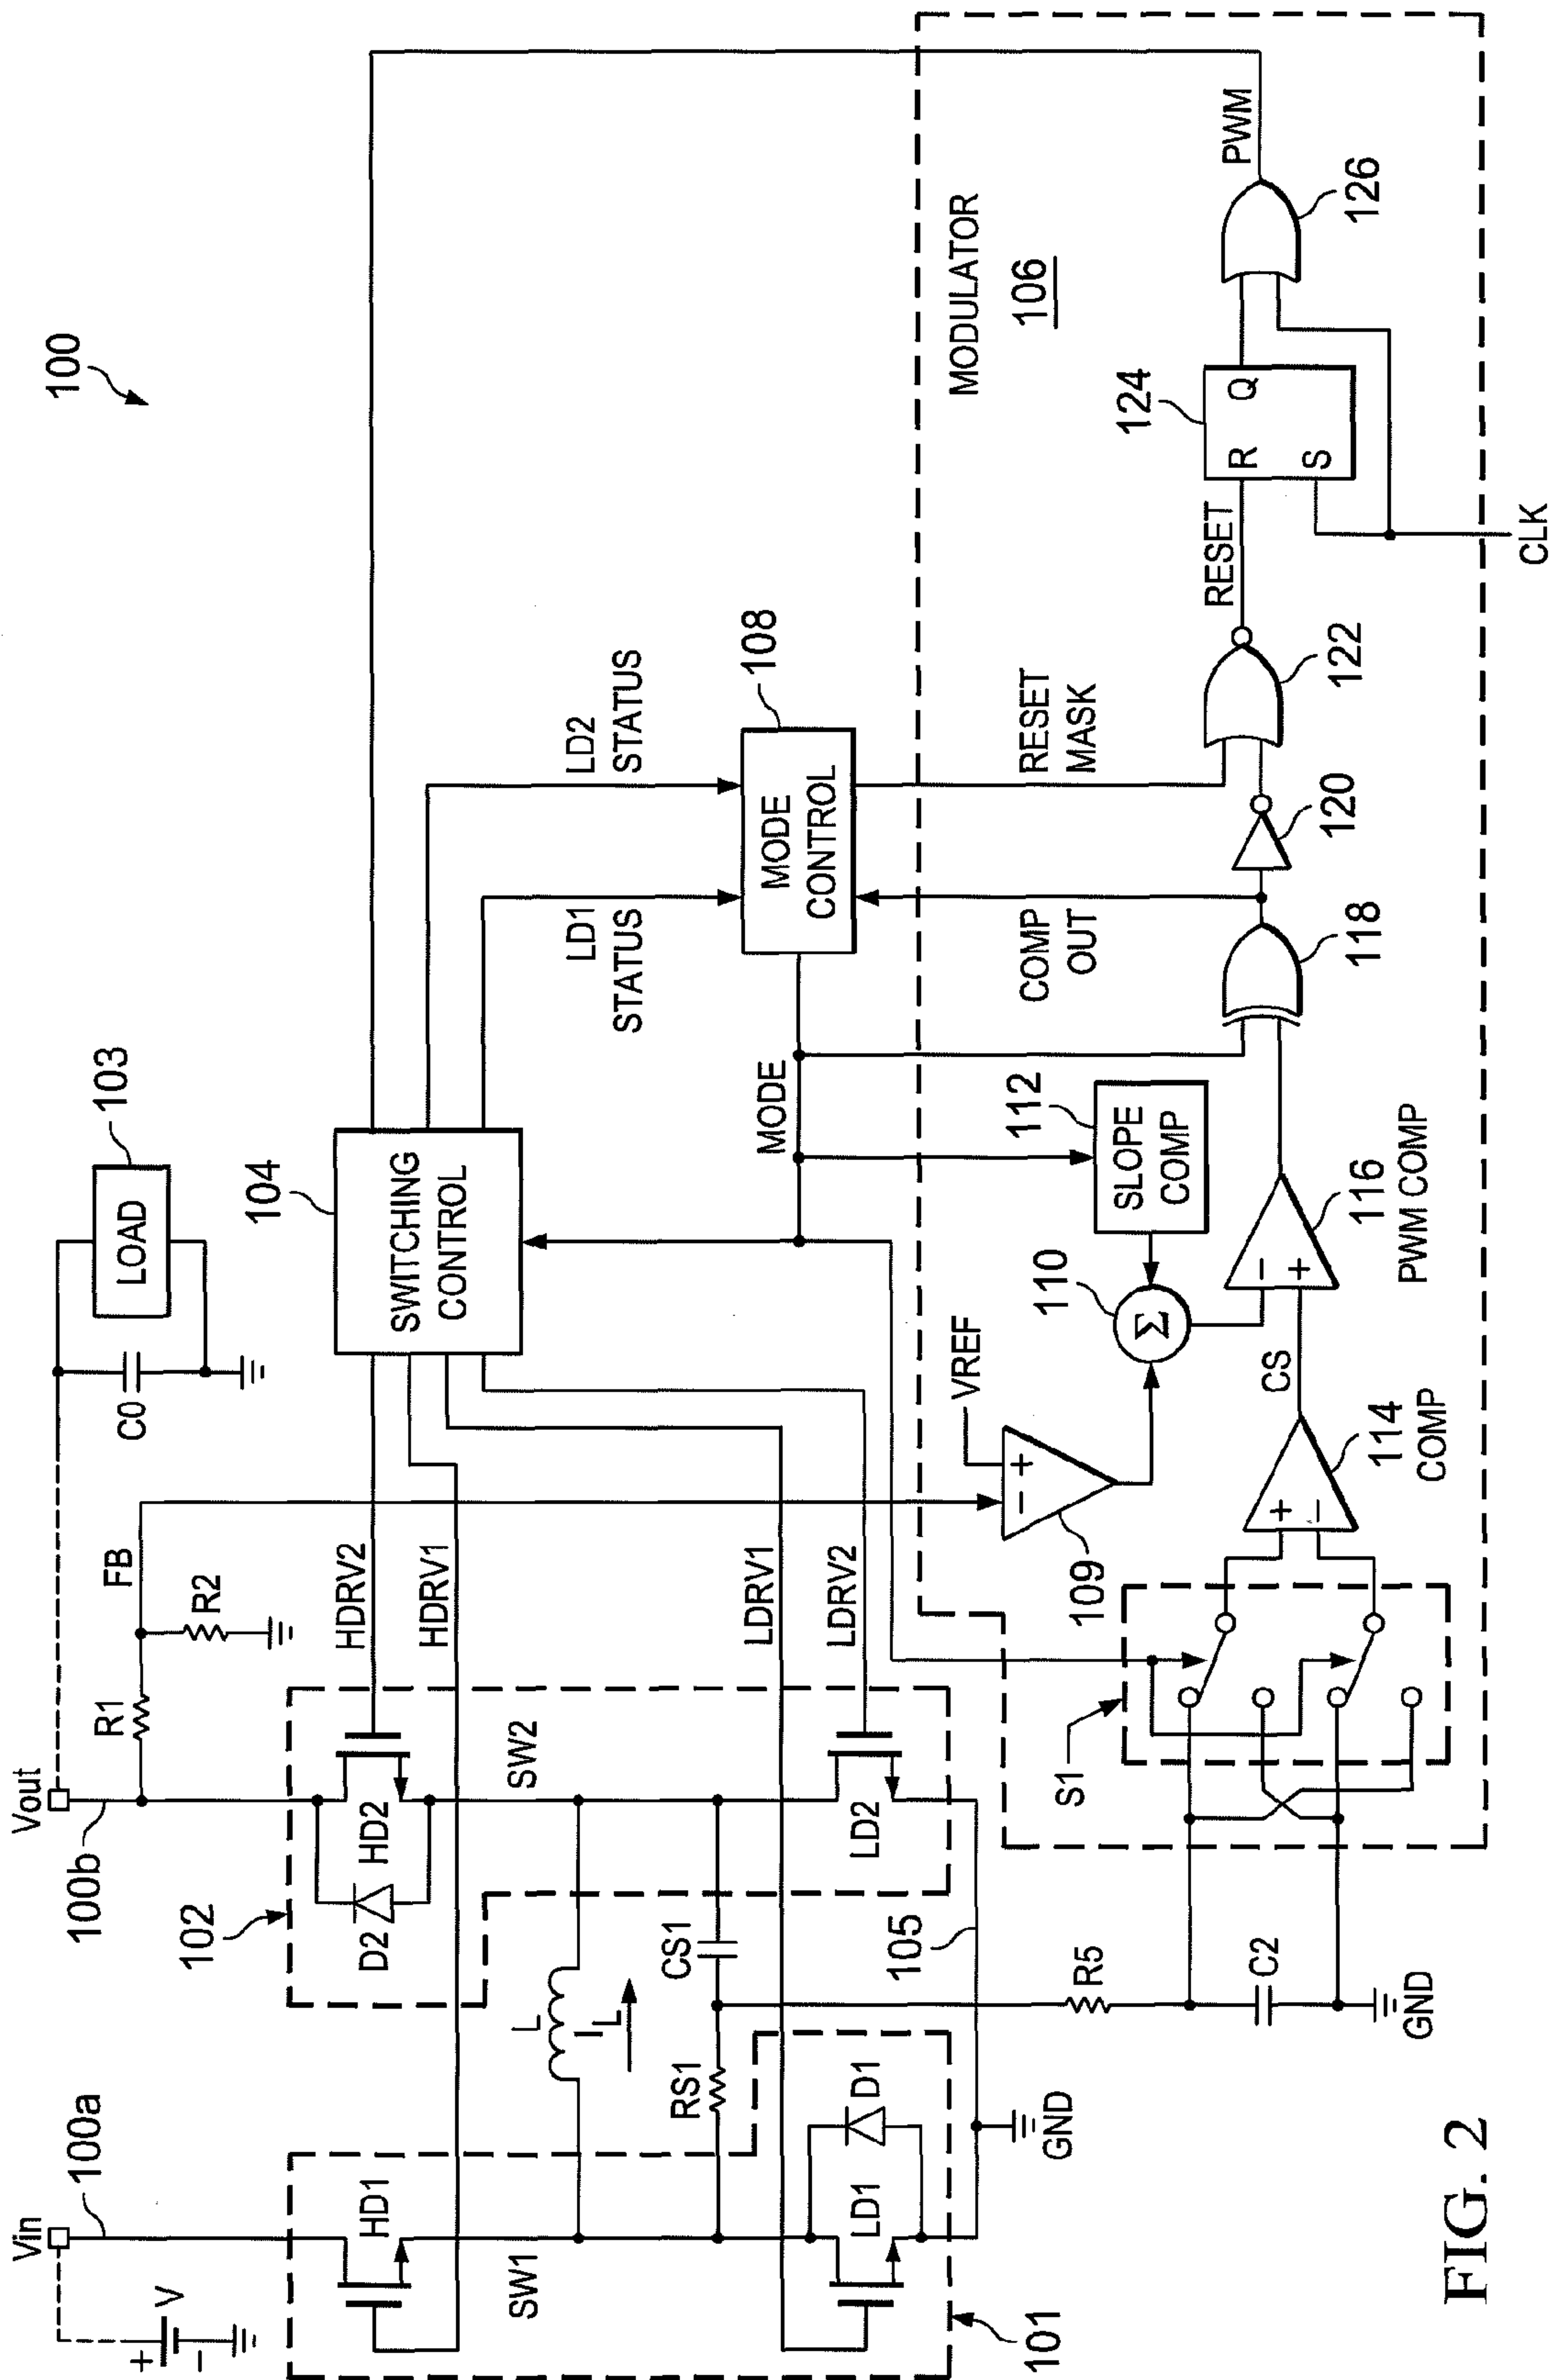 100
Vin
100a
V
+
−
Vout
100b
R1
FB
R2
C0
LOAD
103
102
D2
HD2
HDRV2
HDRV1
HD1
SW1
SW2
L
IL
RS1
CS1
LDRV1
LDRV2
LD1
D1
LD2
101
105
GND
104
SWITCHING
CONTROL
LD1
STATUS
LD2
STATUS
MODE
MODE
CONTROL
108
COMP
OUT
RESET
MASK
MODULATOR
106
VREF
−
+
109
110
Σ
112
SLOPE
COMP
S1
R5
C2
GND
+
−
114
COMP
CS
−
+
116
PWM COMP
118
120
122
RESET
124
R
S
Q
126
PWM
CLK
FIG. 2